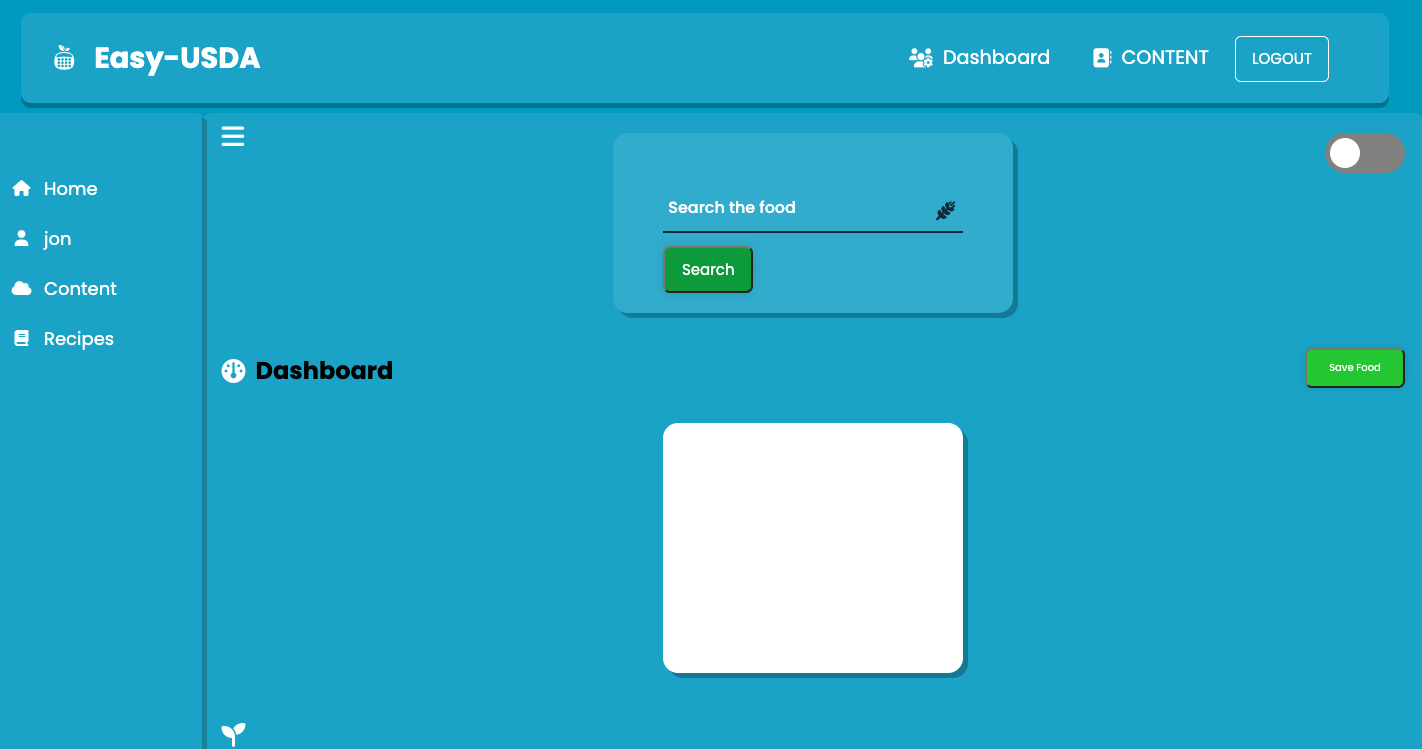 Easy-USDA
Dashboard
CONTENT
LOGOUT
Home
jon
Content
Recipes
Search the food
Search
Dashboard
Save Food